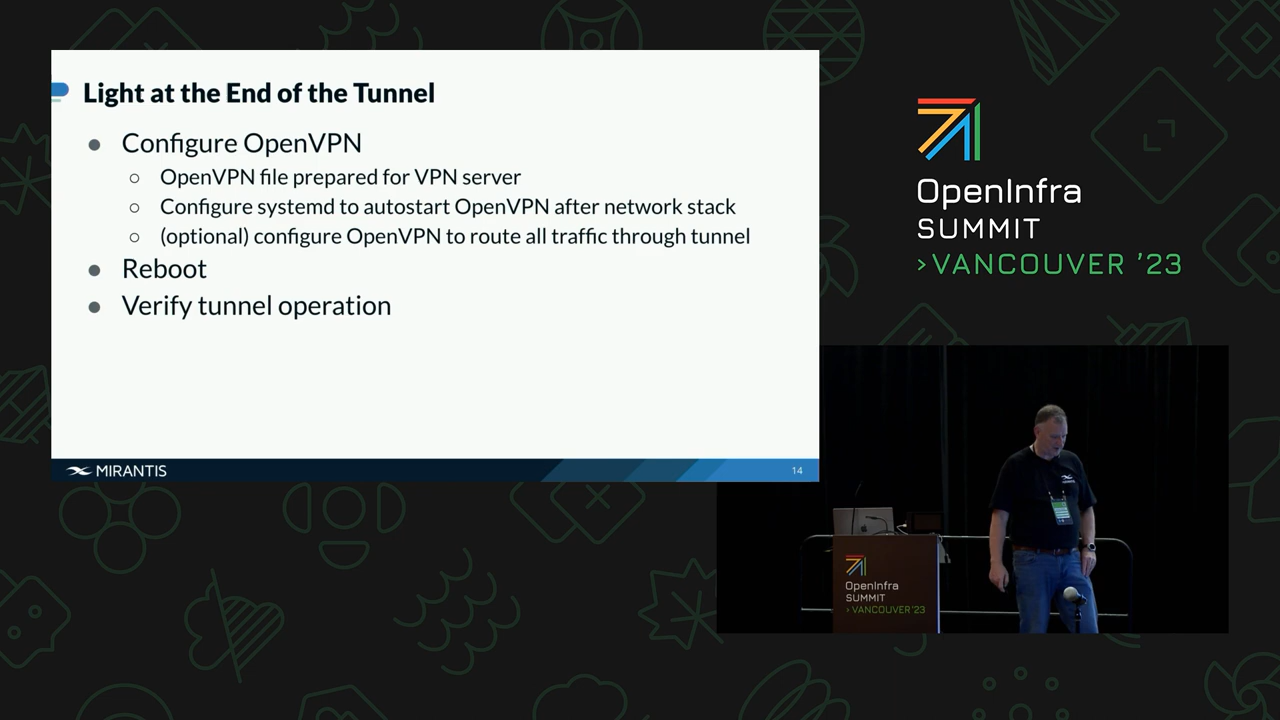 Light at the End of the Tunnel
● Configure OpenVPN
○ OpenVPN file prepared for VPN server
○ Configure systemd to autostart OpenVPN after network stack
○ (optional) configure OpenVPN to route all traffic through tunnel
● Reboot
● Verify tunnel operation
MIRANTIS
14
OpenInfra
SUMMIT
>VANCOUVER '23
MIRANTIS
OpenInfra
SUMMIT
>VANCOUVER'23